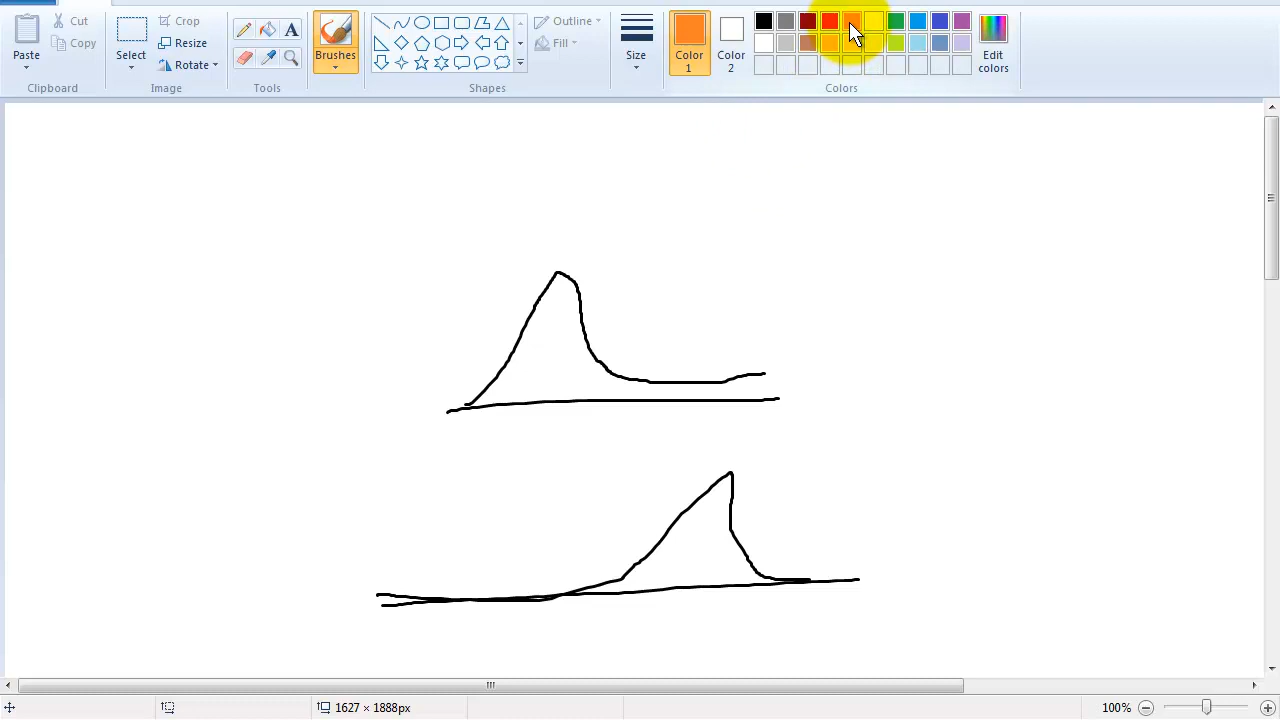 Paste
Cut
Copy
Clipboard
Select
Crop
Resize
Rotate
Image
A
Tools
Brushes
Shapes
Outline
Fill
Size
Color 1
Color 2
Edit colors
Colors
1627 × 1888px
100%